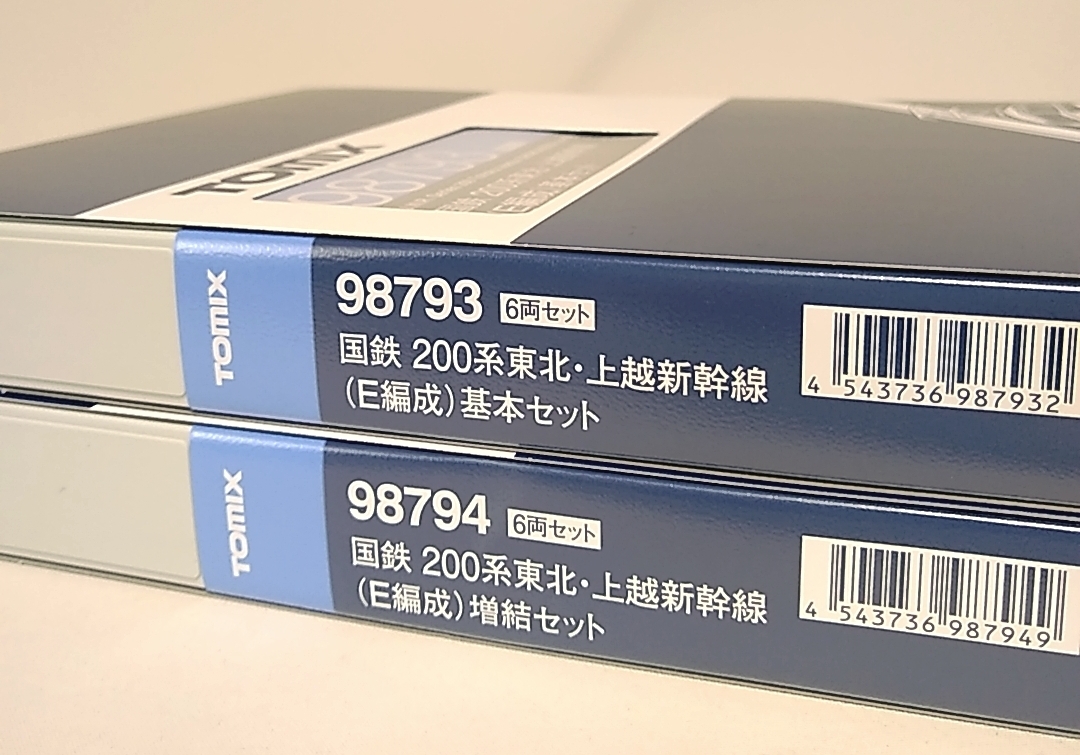 TOMIX
98793
TOMIX
98793
6両セット
国鉄 200系東北・上越新幹線
(E編成)基本セット
4 543736 987932
TOMIX
98794
6両セット
国鉄 200系東北・上越新幹線
(E編成)増結セット
4 543736 987949